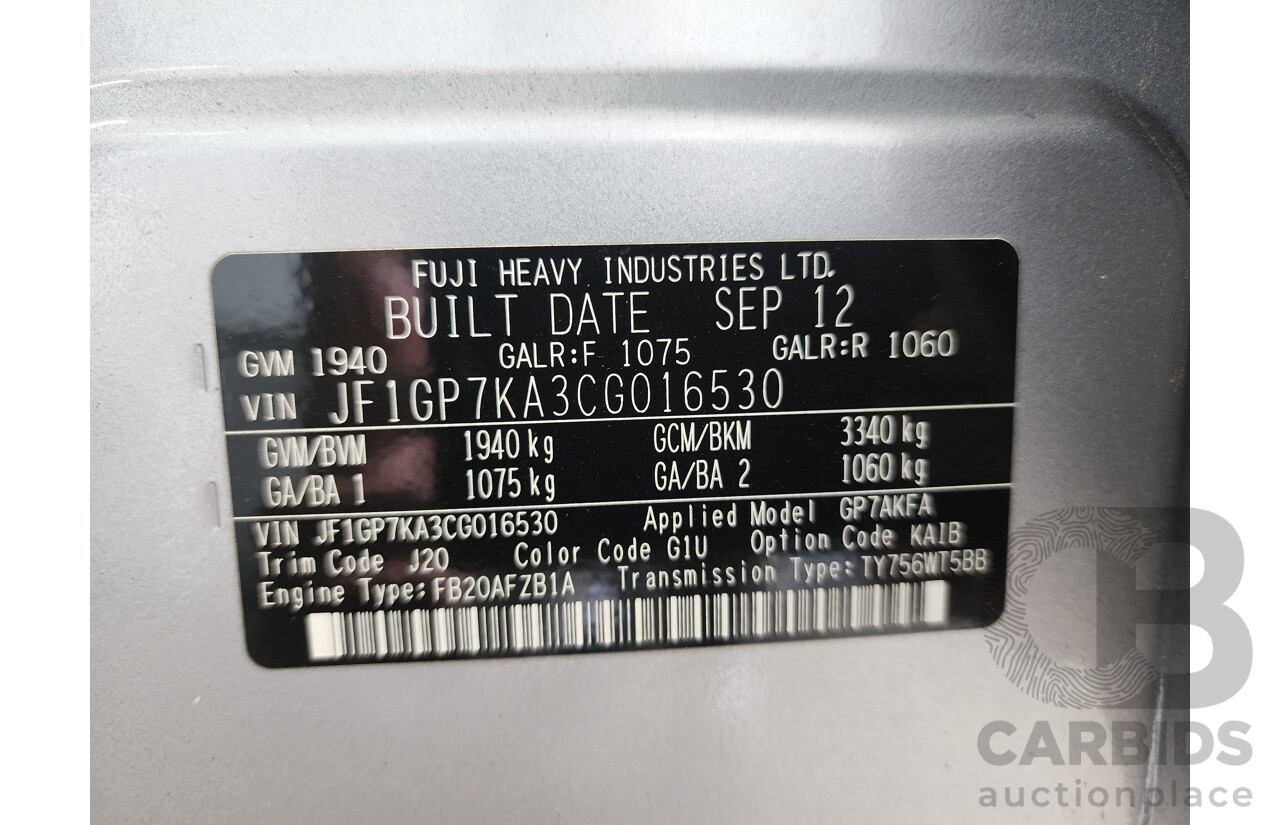 FUJI HEAVY INDUSTRIES LTD.
BUILT DATE SEP 12
GVM 1940 GALR:F 1075 GALR:R 1060
VIN JF1GP7KA3CG016530
GVM/BVM 1940 kg GCM/BKM 3340 kg
GA/BA 1 1075 kg GA/BA 2 1060 kg
VIN JF1GP7KA3CG016530 Applied Model GP7AKFA
Trim Code J20 Color Code G1U Option Code KAIB
Engine Type: FB20AFZB1A Transmission Type: TY756WT5BB
CB
CARBIDS
auctionplace